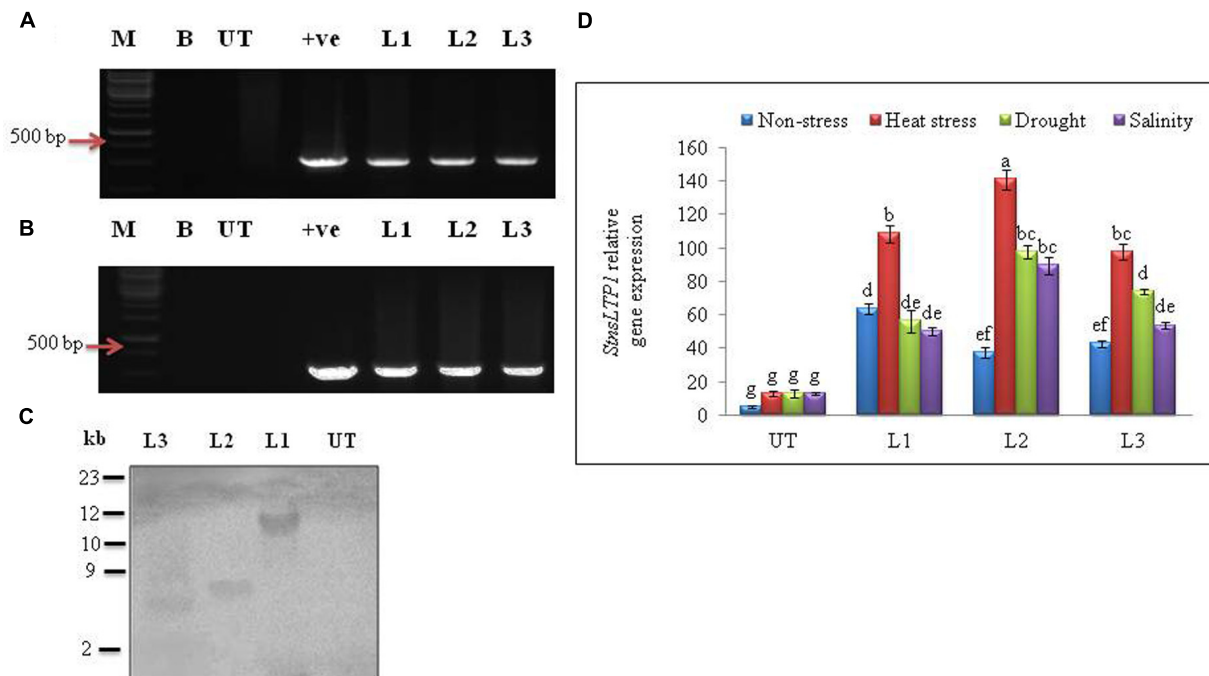 A
M B UT +ve L1 L2 L3
500 bp
B
M B UT +ve L1 L2 L3
500 bp
C
kb L3 L2 L1 UT
23
12
10
9
2
D
Non-stress Heat stress Drought Salinity
StnsLTP1 relative
gene expression
160
140
120
100
80
60
40
20
0
g g g g
d b de de
ef a bc bc
ef bc d de
UT L1 L2 L3